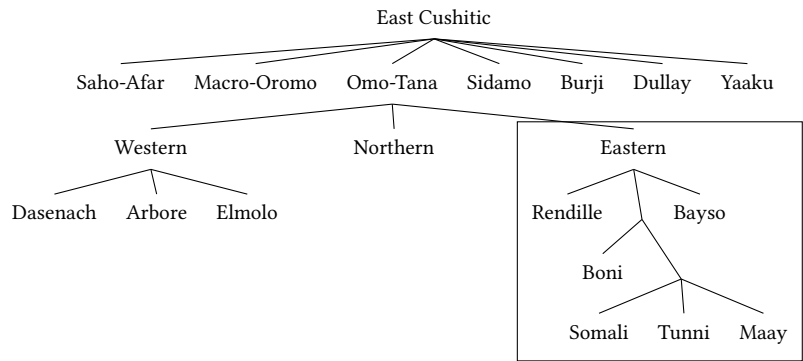 East Cushitic
Saho-Afar Macro-Oromo Omo-Tana Sidamo Burji Dullay Yaaku
Western Northern Eastern
Dasenach Arbore Elmolo Rendille Bayso
Boni
Somali Tunni Maay